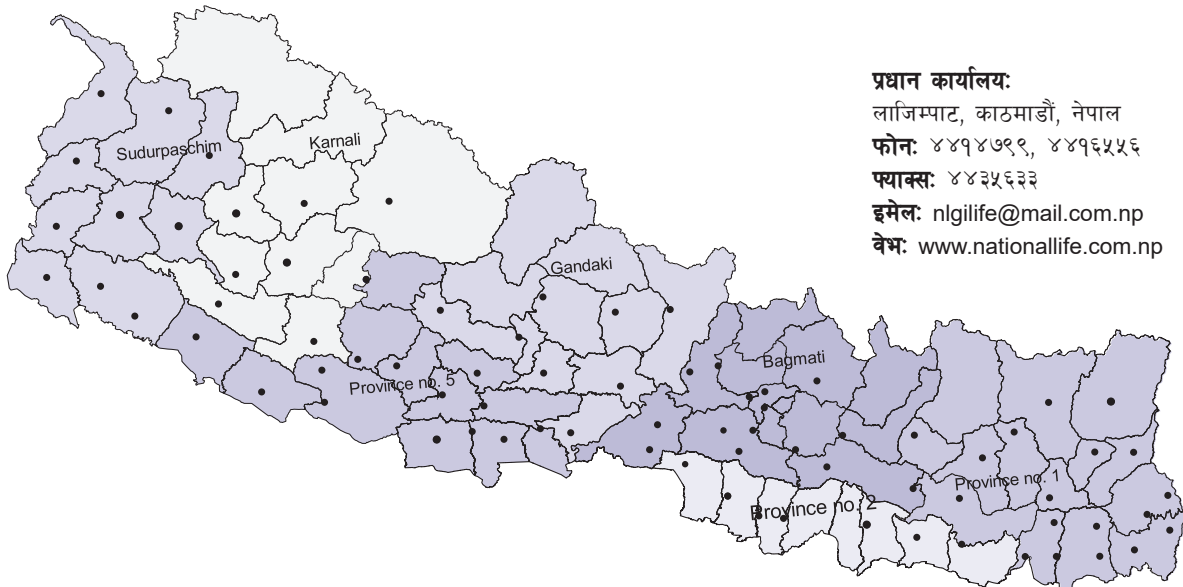 प्रधान कार्यालय:
लाजिम्पाट, काठमाडौं, नेपाल
फोन: ४४१४७९९, ४४१६५५६
फ्याक्स: ४४३५६३३
इमेल: nlgilife@mail.com.np
वेभ: www.nationallife.com.np
Karnali
Sudurpaschim
Gandaki
Bagmati
Province no. 5
Province no. 1
Province no. 2